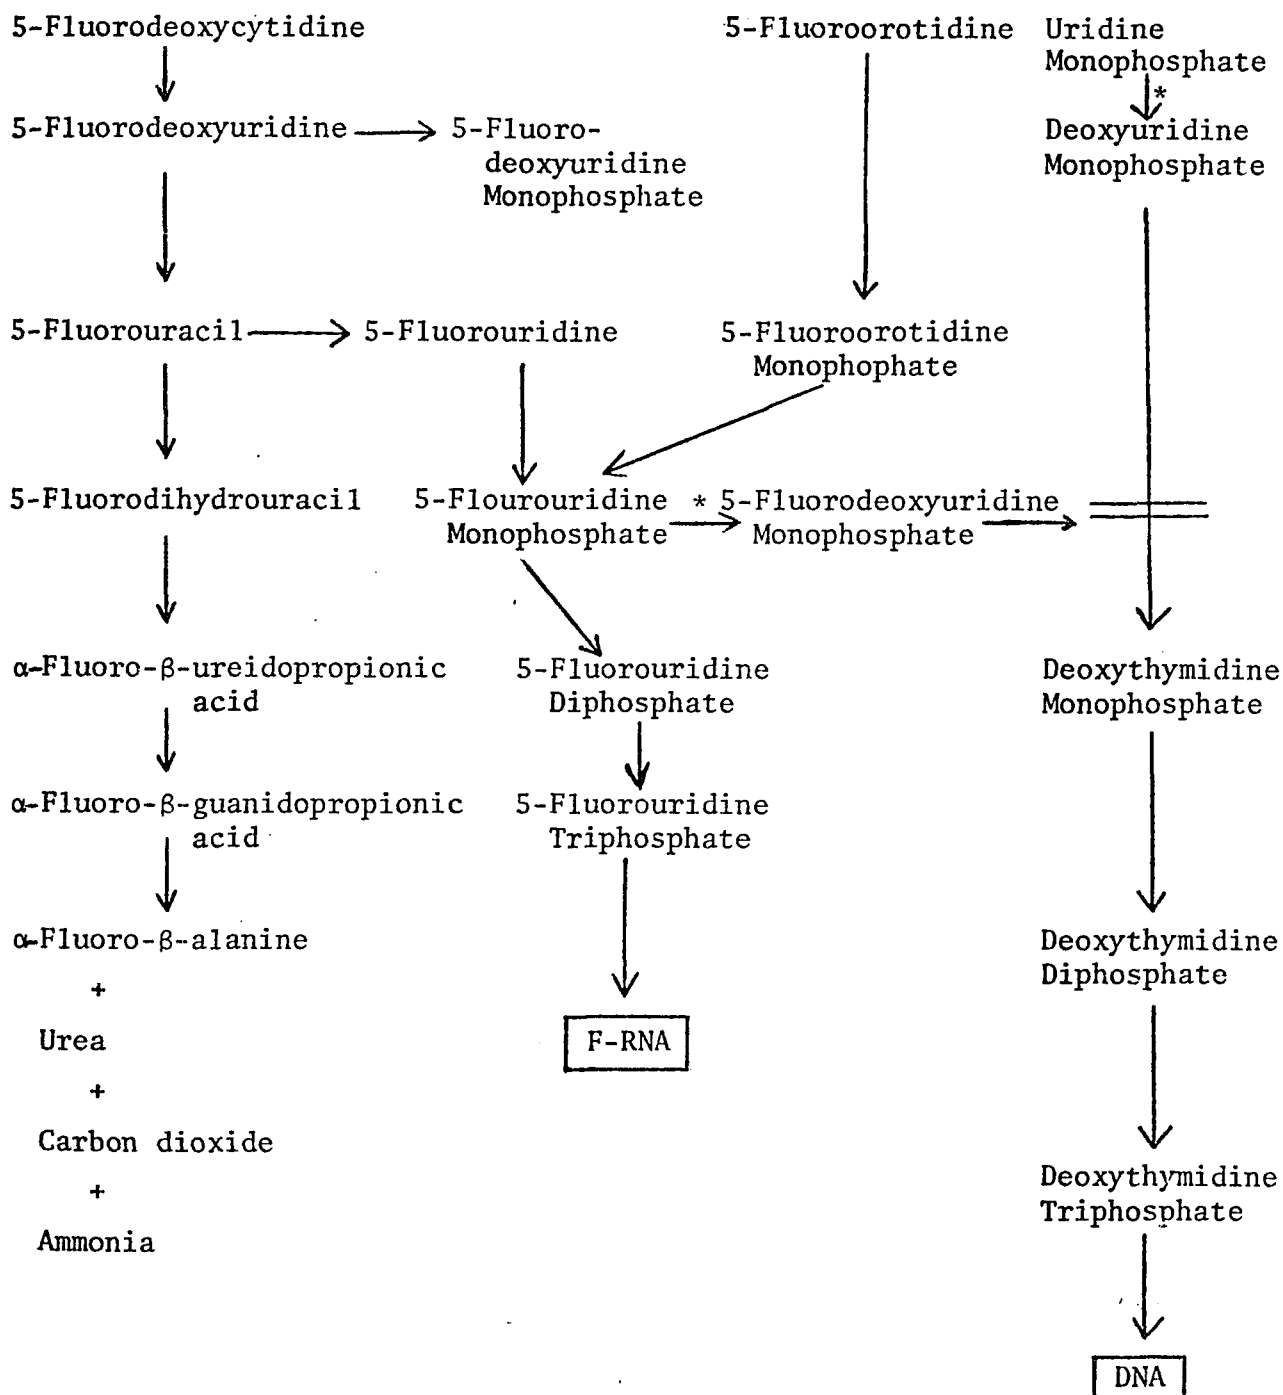 5-Fluorodeoxycytidine
5-Fluoroorotidine
Uridine
Monophosphate
*
5-Fluorodeoxyuridine
5-Fluoro-
deoxyuridine
Monophosphate
Deoxyuridine
Monophosphate
5-Fluorouracil
5-Fluorouridine
5-Fluoroorotidine
Monophophate
5-Fluorodihydrouracil
5-Flourouridine
Monophosphate
*
5-Fluorodeoxyuridine
Monophosphate
α-Fluoro-β-ureidopropionic
acid
5-Fluorouridine
Diphosphate
Deoxythymidine
Monophosphate
α-Fluoro-β-guanidopropionic
acid
5-Fluorouridine
Triphosphate
α-Fluoro-β-alanine
+
Urea
+
Carbon dioxide
+
Ammonia
F-RNA
Deoxythymidine
Diphosphate
Deoxythymidine
Triphosphate
DNA